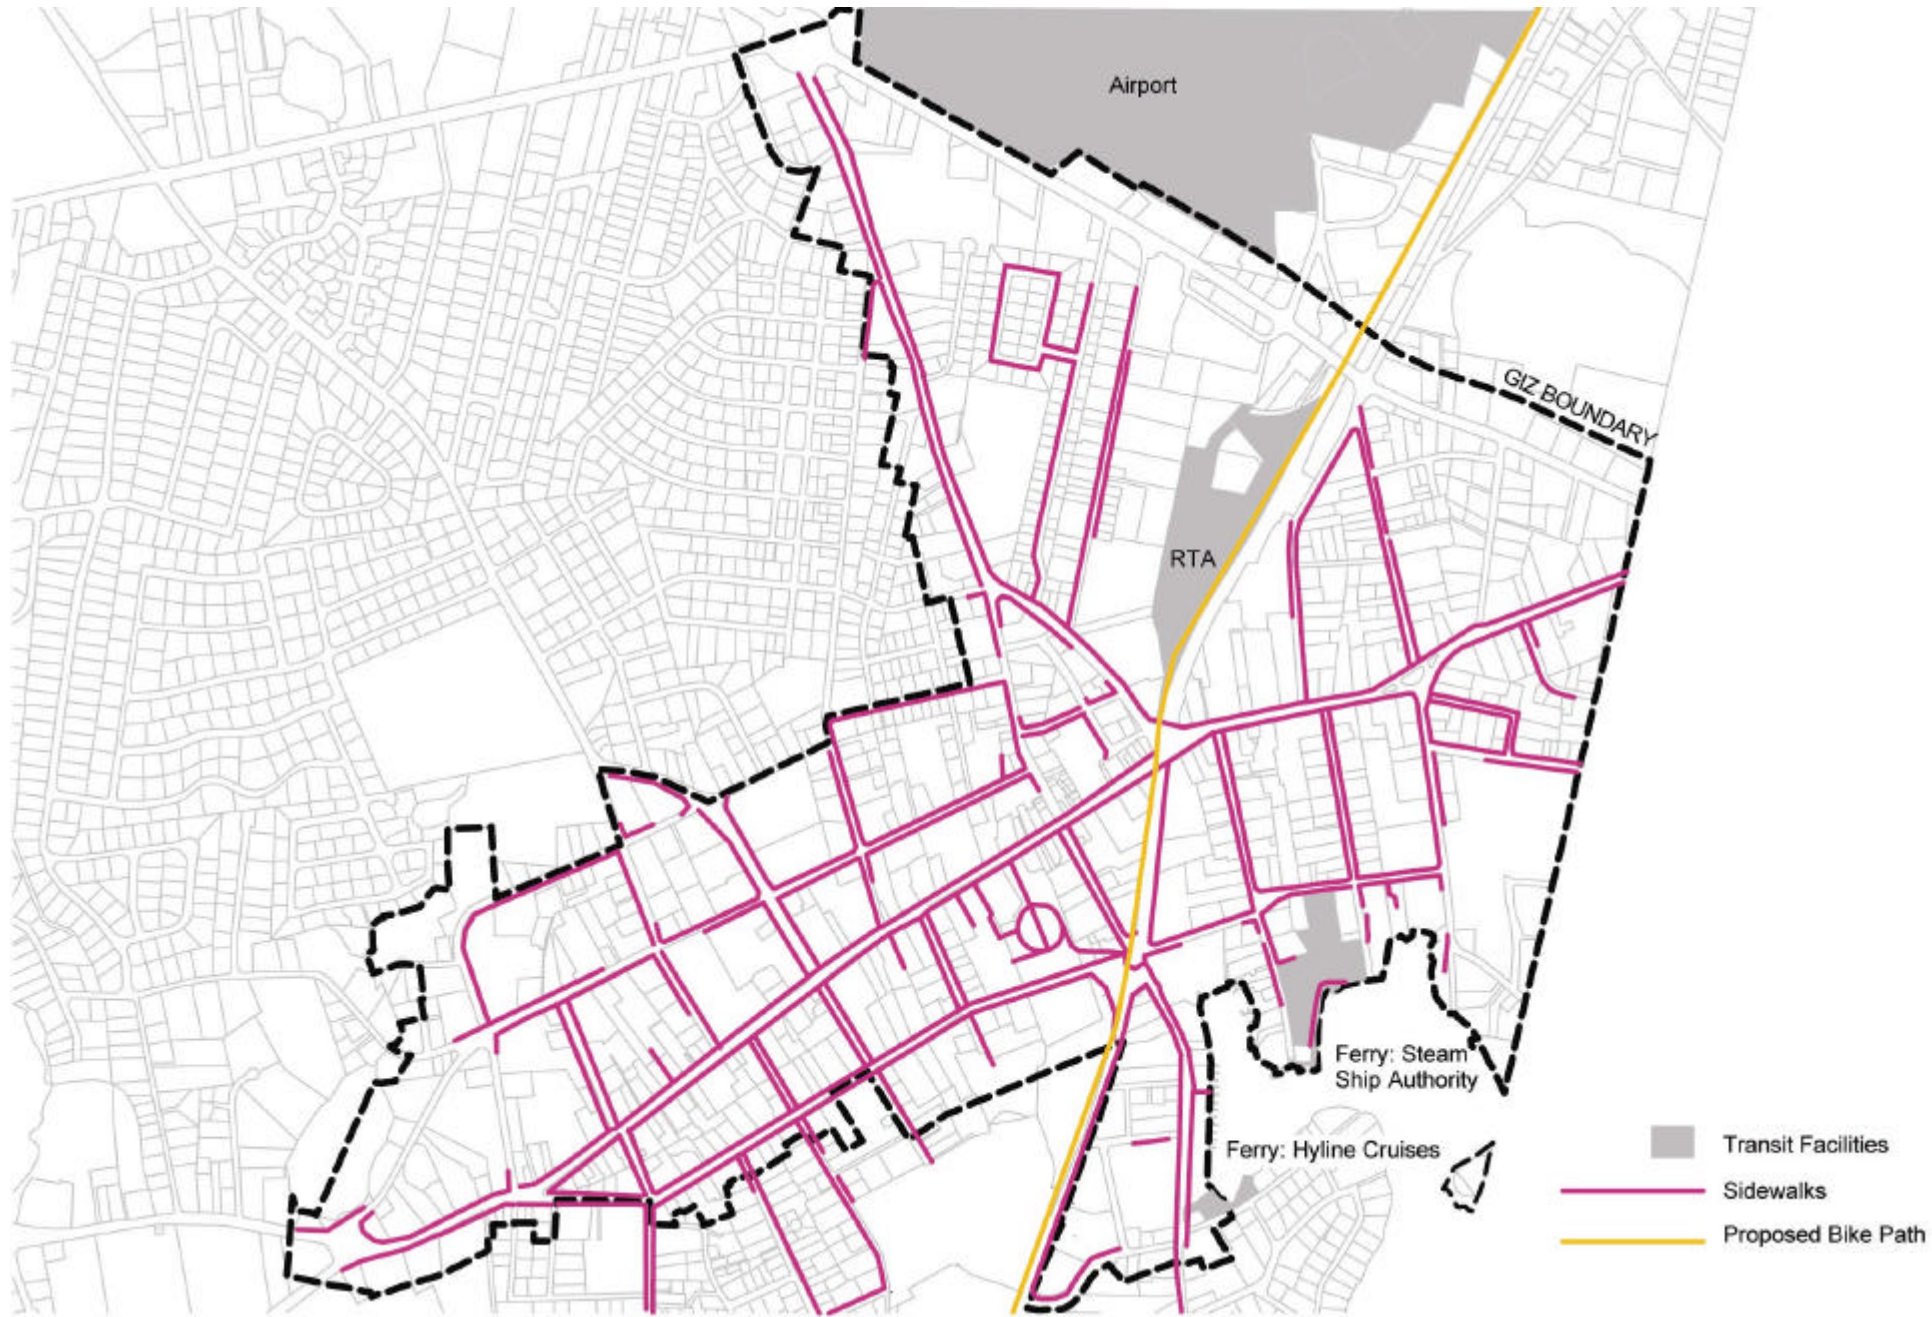 Airport
GIZ BOUNDARY
RTA
Ferry: Steam
Ship Authority
Ferry: Hyline Cruises
Transit Facilities
Sidewalks
Proposed Bike Path